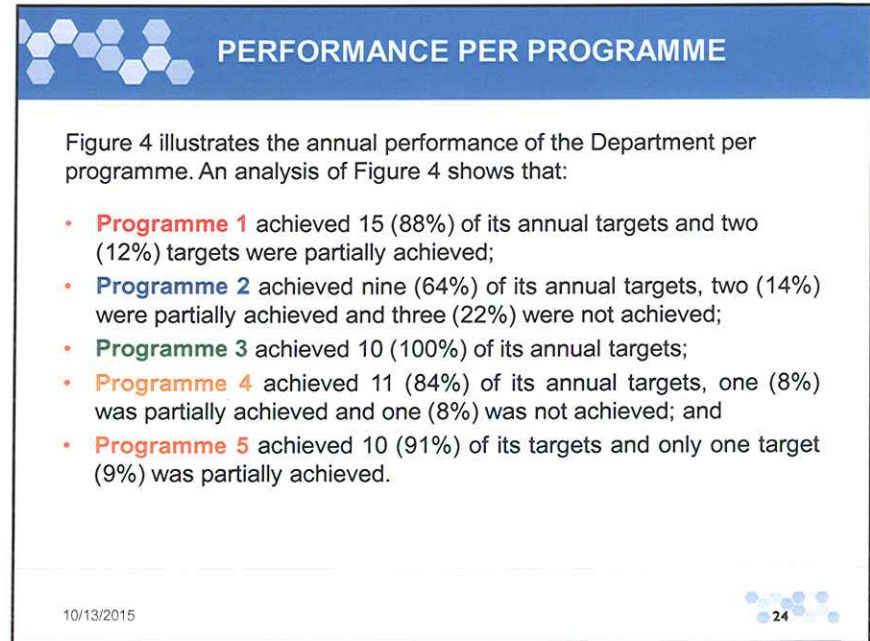 PERFORMANCE PER PROGRAMME
Figure 4 illustrates the annual performance of the Department per
programme. An analysis of Figure 4 shows that:
• Programme 1 achieved 15 (88%) of its annual targets and two
(12%) targets were partially achieved;
• Programme 2 achieved nine (64%) of its annual targets, two (14%)
were partially achieved and three (22%) were not achieved;
• Programme 3 achieved 10 (100%) of its annual targets;
• Programme 4 achieved 11 (84%) of its annual targets, one (8%)
was partially achieved and one (8%) was not achieved; and
• Programme 5 achieved 10 (91%) of its targets and only one target
(9%) was partially achieved.
10/13/2015
24